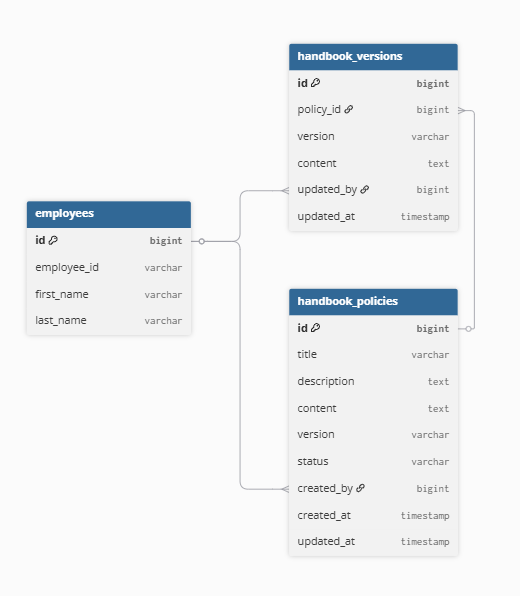 handbook_versions
id bigint
policy_id bigint
version varchar
content text
updated_by bigint
updated_at timestamp
employees
id bigint
employee_id varchar
first_name varchar
last_name varchar
handbook_policies
id bigint
title varchar
description text
content text
version varchar
status varchar
created_by bigint
created_at timestamp
updated_at timestamp